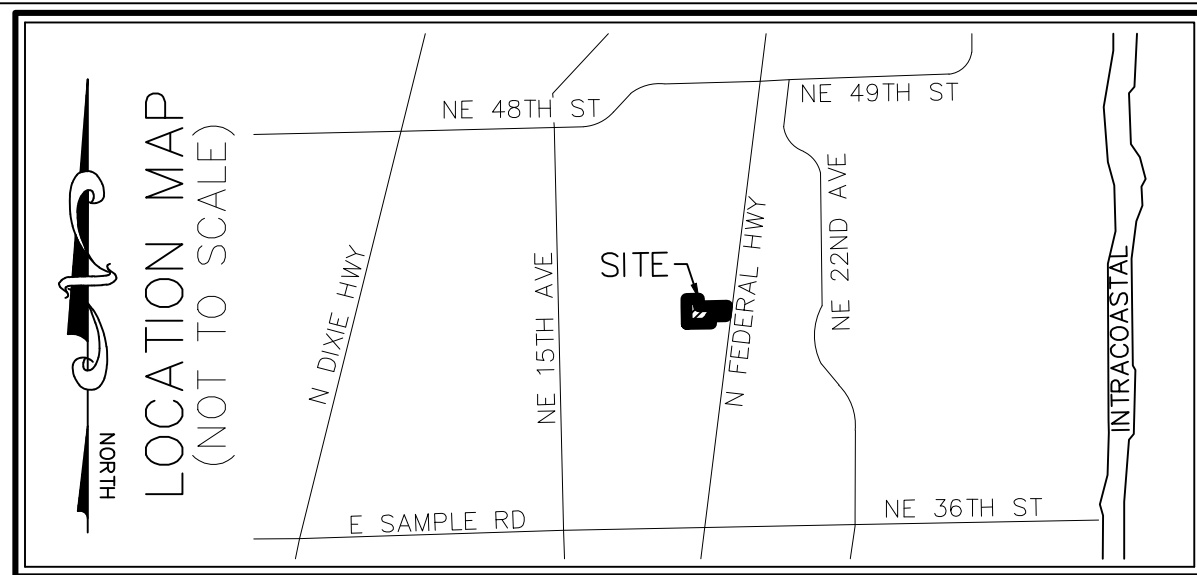 LOCATION MAP
(NOT TO SCALE)
NORTH
NE 48TH ST
NE 49TH ST
N DIXIE HWY
NE 15TH AVE
SITE
N FEDERAL HWY
NE 22ND AVE
INTRACOASTAL
E SAMPLE RD
NE 36TH ST